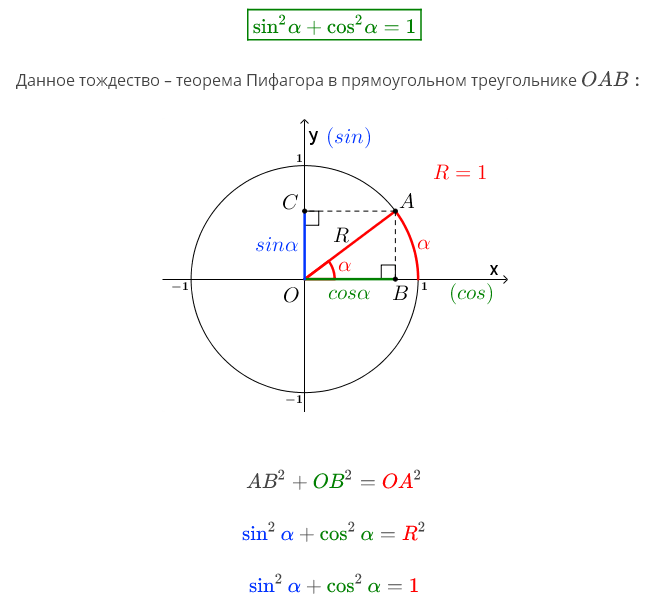 sin²α + cos²α = 1
Данное тождество – теорема Пифагора в прямоугольном треугольнике OAB :
y (sin)
1
R = 1
C
A
R
sinα
α
α
x
−1
O
cosα
B
1
(cos)
−1
AB² + OB² = OA²
sin² α + cos² α = R²
sin² α + cos² α = 1